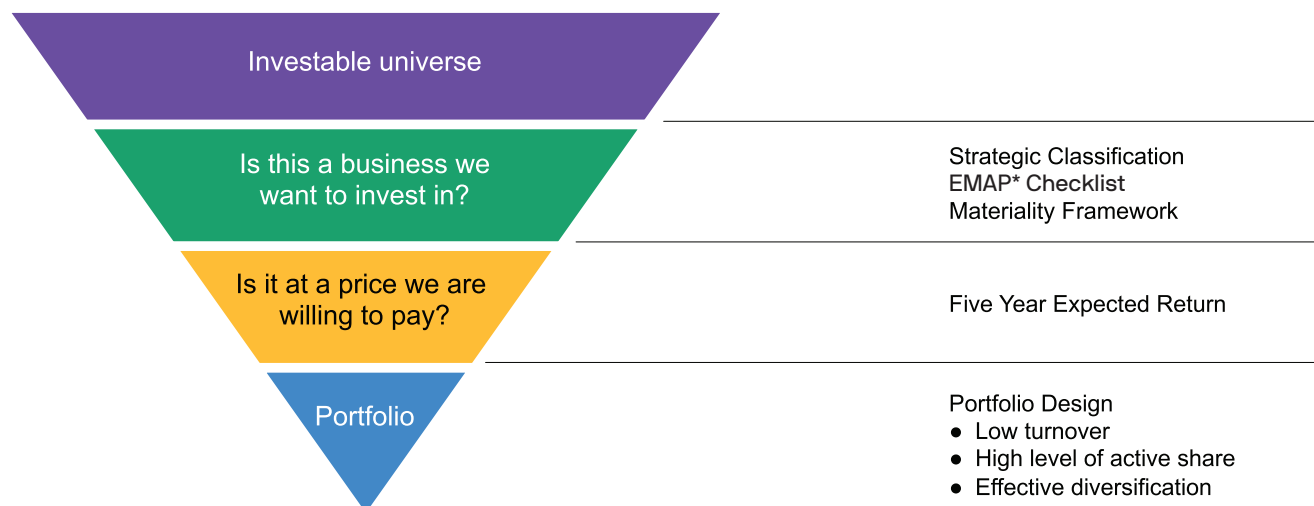 Investable universe
Is this a business we
want to invest in?
Strategic Classification
EMAP* Checklist
Materiality Framework
Is it at a price we are
willing to pay?
Five Year Expected Return
Portfolio
Portfolio Design
● Low turnover
● High level of active share
● Effective diversification